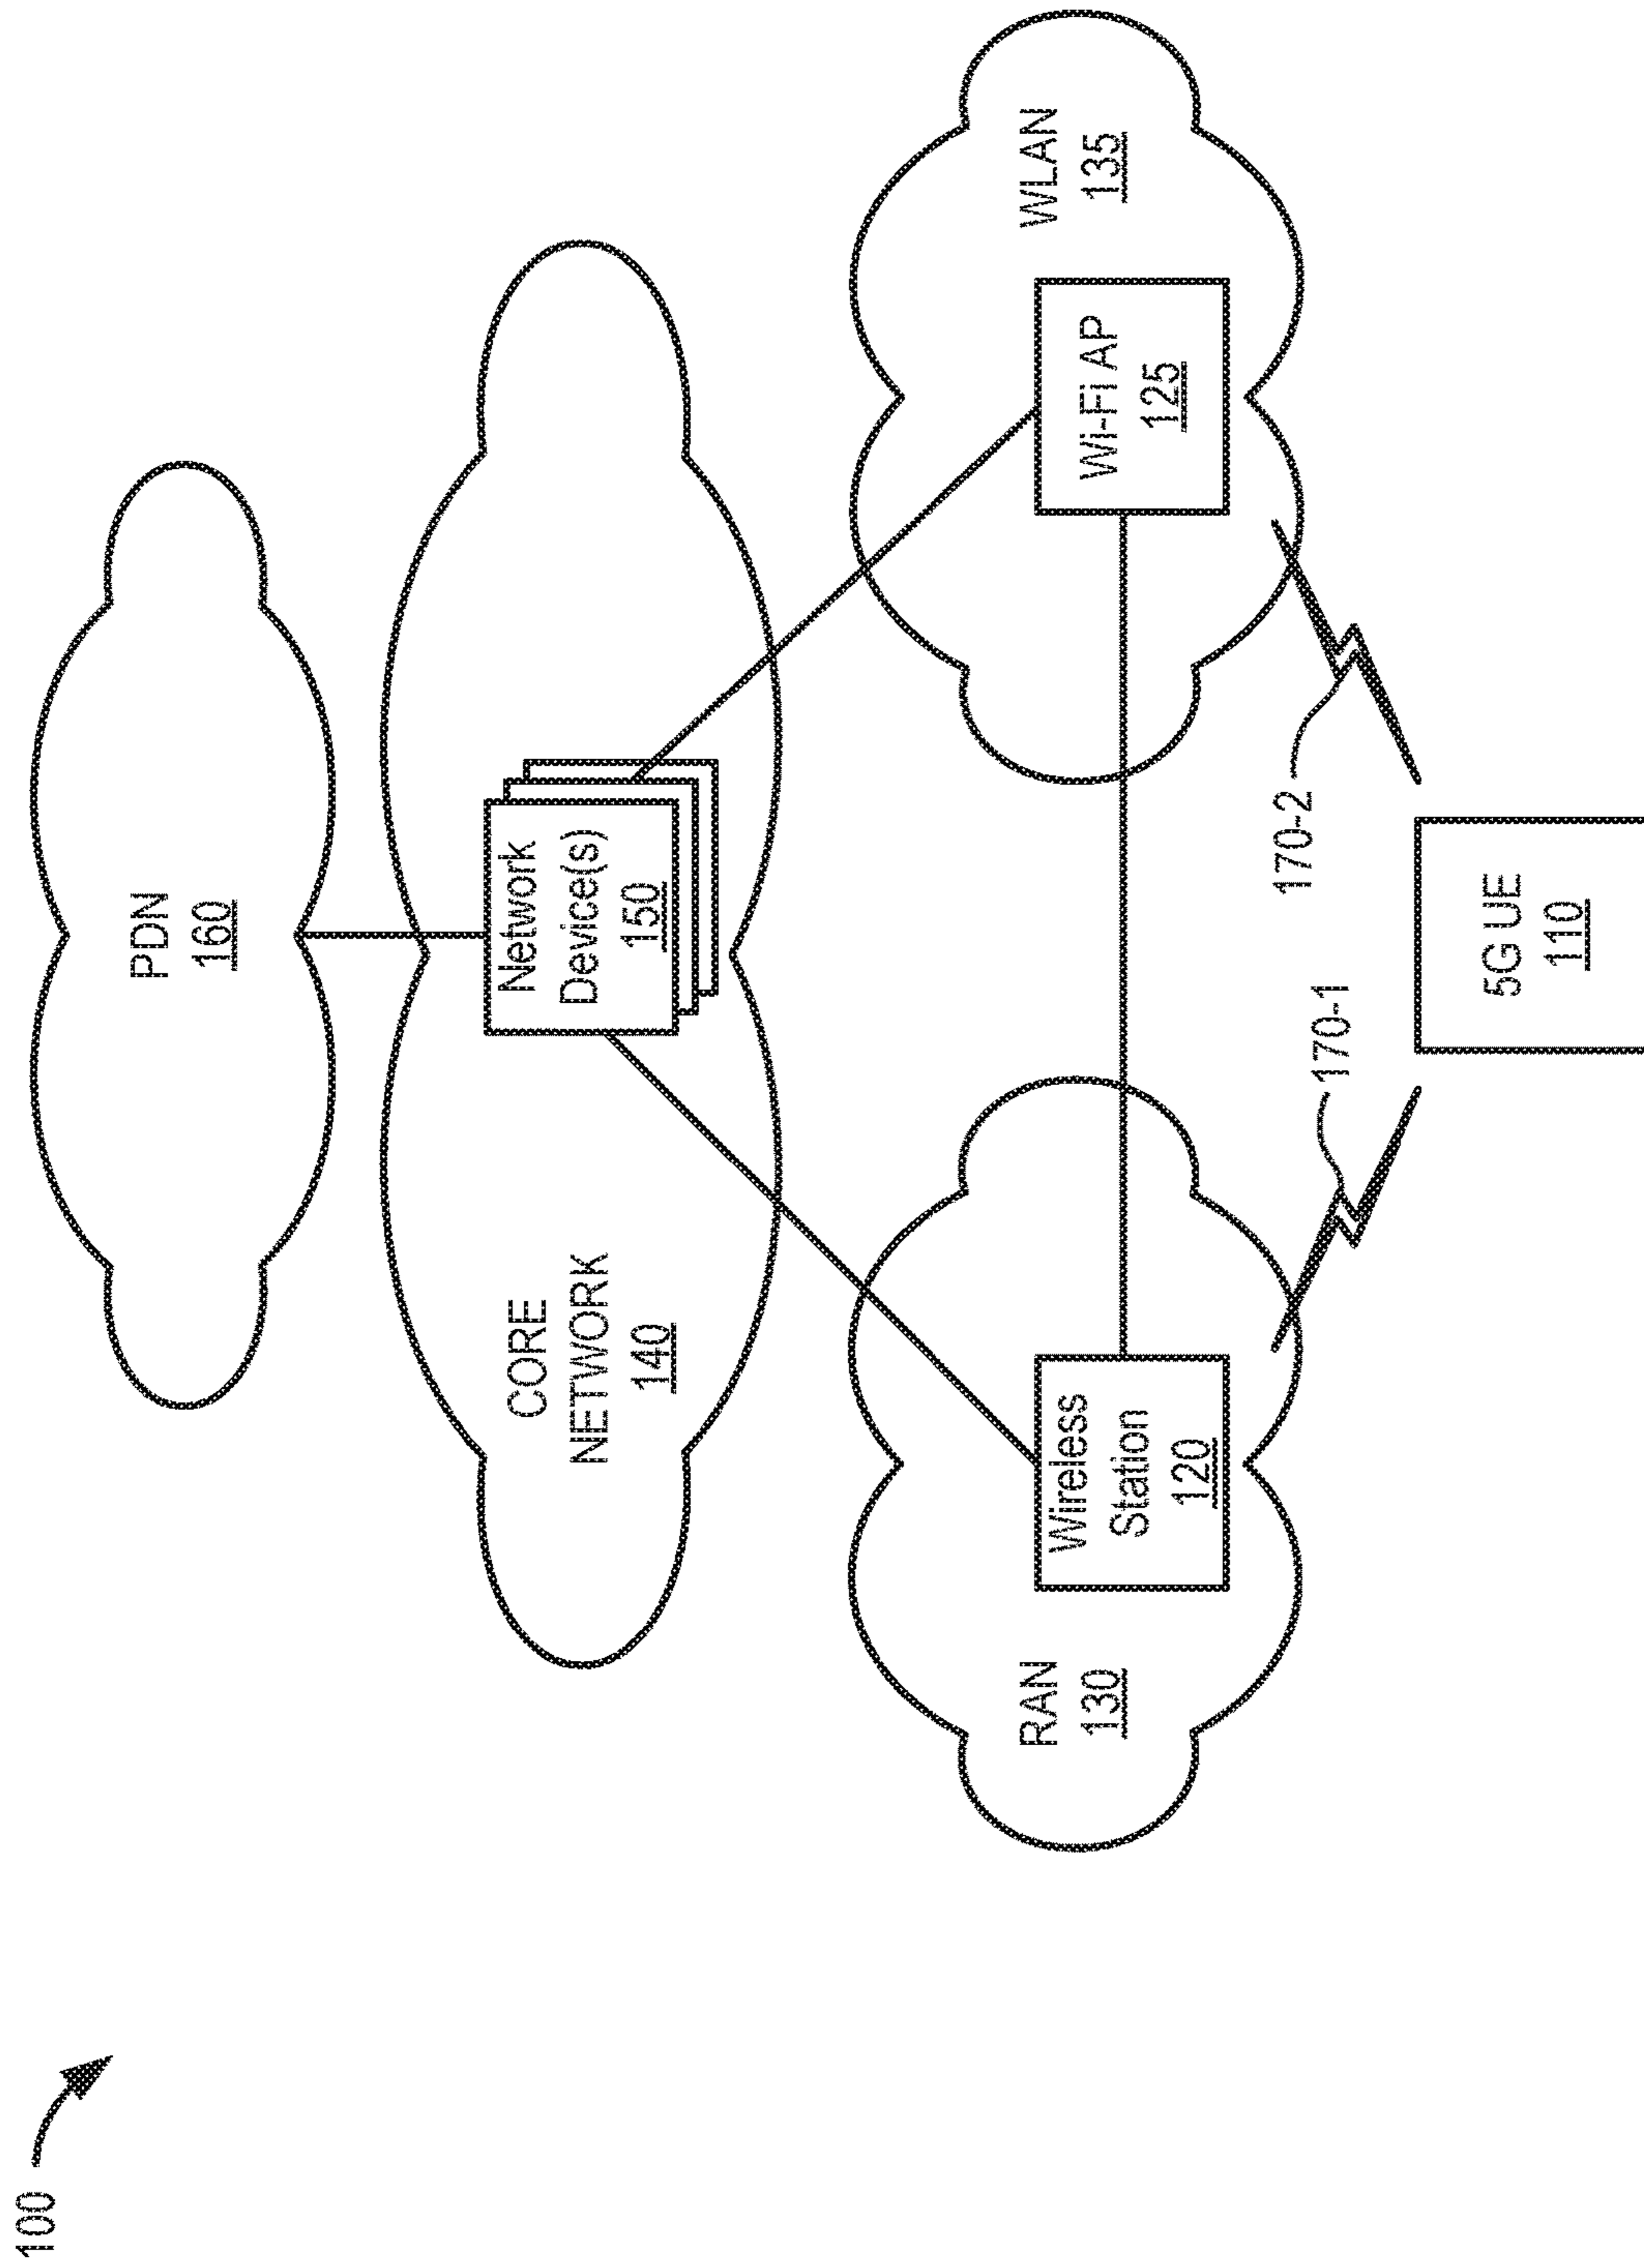 100
PDN
160
CORE
NETWORK
140
Network
Device(s)
150
RAN
130
Wireless
Station
120
Wi-Fi AP
125
WLAN
135
170-1
170-2
5G UE
110